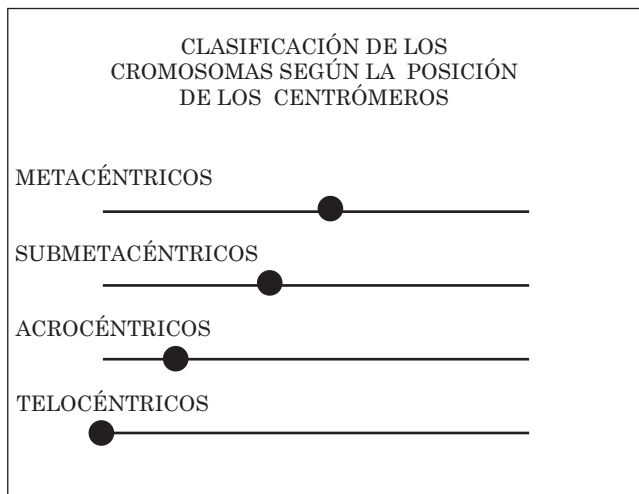 CLASIFICACIÓN DE LOS
CROMOSOMAS SEGÚN LA POSICIÓN
DE LOS CENTRÓMEROS
METACÉNTRICOS
SUBMETACÉNTRICOS
ACROCÉNTRICOS
TELOCÉNTRICOS